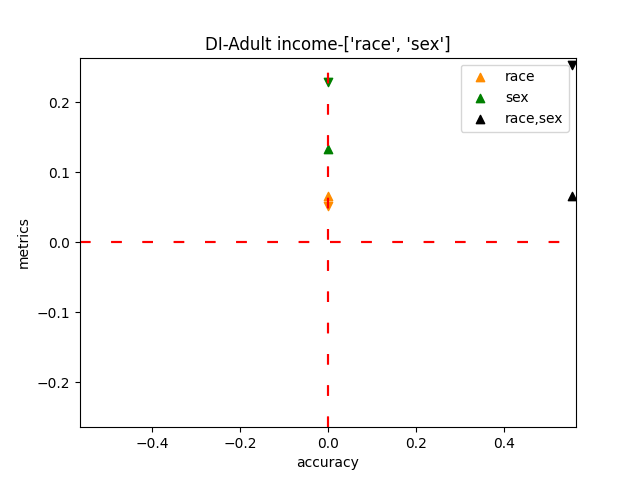 DI-Adult income-['race', 'sex']
race
sex
race,sex
metrics
0.2
0.1
0.0
−0.1
−0.2
−0.4
−0.2
0.0
0.2
0.4
accuracy